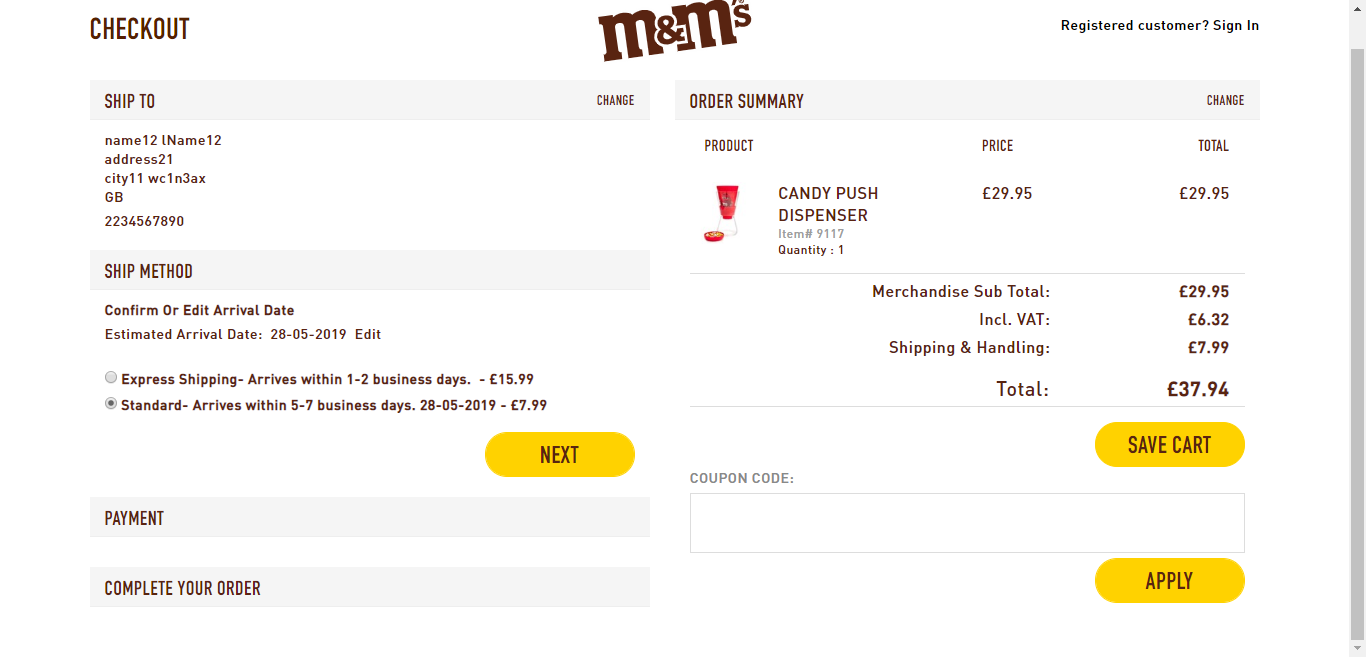 CHECKOUT
m&m's®
Registered customer? Sign In
SHIP TO
CHANGE
name12 lName12
address21
city11 wc1n3ax
GB
2234567890
SHIP METHOD
Confirm Or Edit Arrival Date
Estimated Arrival Date: 28-05-2019 Edit
Express Shipping- Arrives within 1-2 business days. - £15.99
Standard- Arrives within 5-7 business days. 28-05-2019 - £7.99
NEXT
PAYMENT
COMPLETE YOUR ORDER
ORDER SUMMARY
CHANGE
PRODUCT PRICE TOTAL
CANDY PUSH £29.95 £29.95
DISPENSER
Item# 9117
Quantity : 1
Merchandise Sub Total: £29.95
Incl. VAT: £6.32
Shipping & Handling: £7.99
Total: £37.94
SAVE CART
COUPON CODE:
APPLY